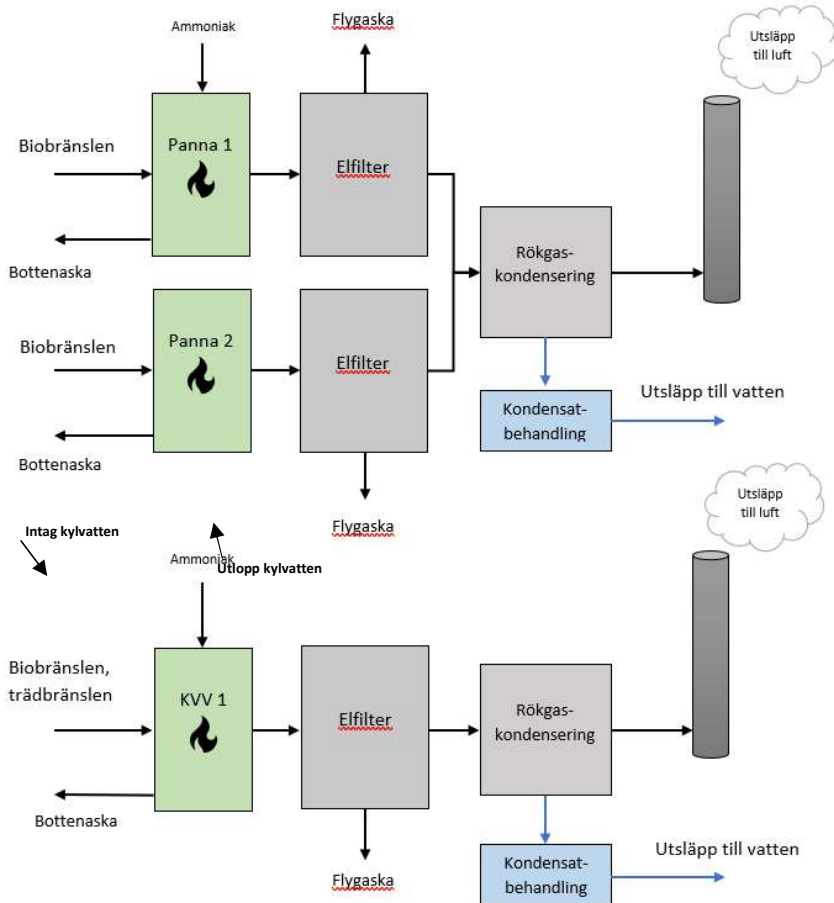 Flygaska
Ammoniak
Utsläpp
till luft
Panna 1
Biobränslen
Elfilter
Rökgas-
kondensering
Bottenaska
Panna 2
Biobränslen
Elfilter
Utsläpp till vatten
Kondensat-
behandling
Bottenaska
Flygaska
Utsläpp
till luft
Intag kylvatten
Ammoniak
Utlopp kylvatten
Biobränslen,
trädbränslen
KVV 1
Elfilter
Rökgas-
kondensering
Bottenaska
Utsläpp till vatten
Kondensat-
behandling
Flygaska